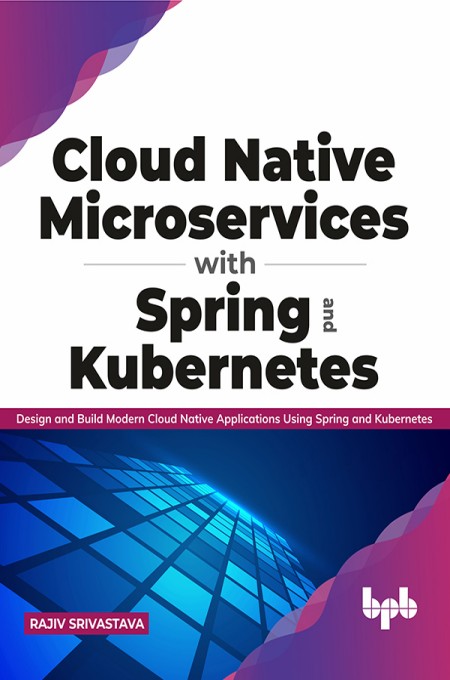 Cloud Native
Microservices
with
Spring and
Kubernetes
Design and Build Modern Cloud Native Applications Using Spring and Kubernetes
RAJIV SRIVASTAVA
bpb